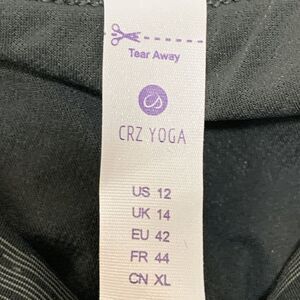 Tear Away
CRZ YOGA
US 12
UK 14
EU 42
FR 44
CN XL